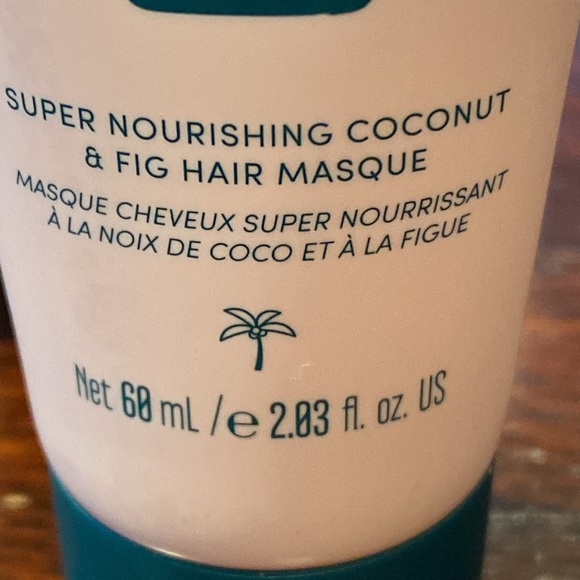 SUPER NOURISHING COCONUT
& FIG HAIR MASQUE
MASQUE CHEVEUX SUPER NOURRISSANT
À LA NOIX DE COCO ET À LA FIGUE
Net 60 mL / e 2.03 fl. oz. US